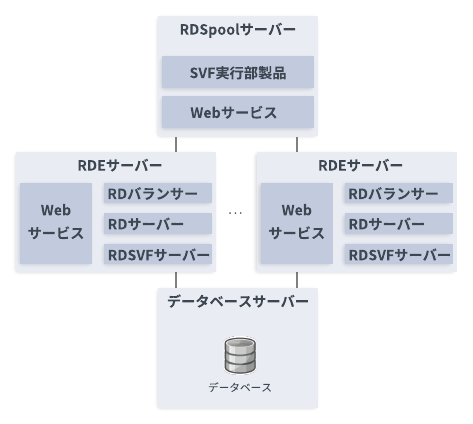 RDSpoolサーバー
SVF実行部製品
Webサービス
RDEサーバー
Web
サービス
RDバランサー
RDサーバー
RDSVFサーバー
...
RDEサーバー
Web
サービス
RDバランサー
RDサーバー
RDSVFサーバー
データベースサーバー
データベース